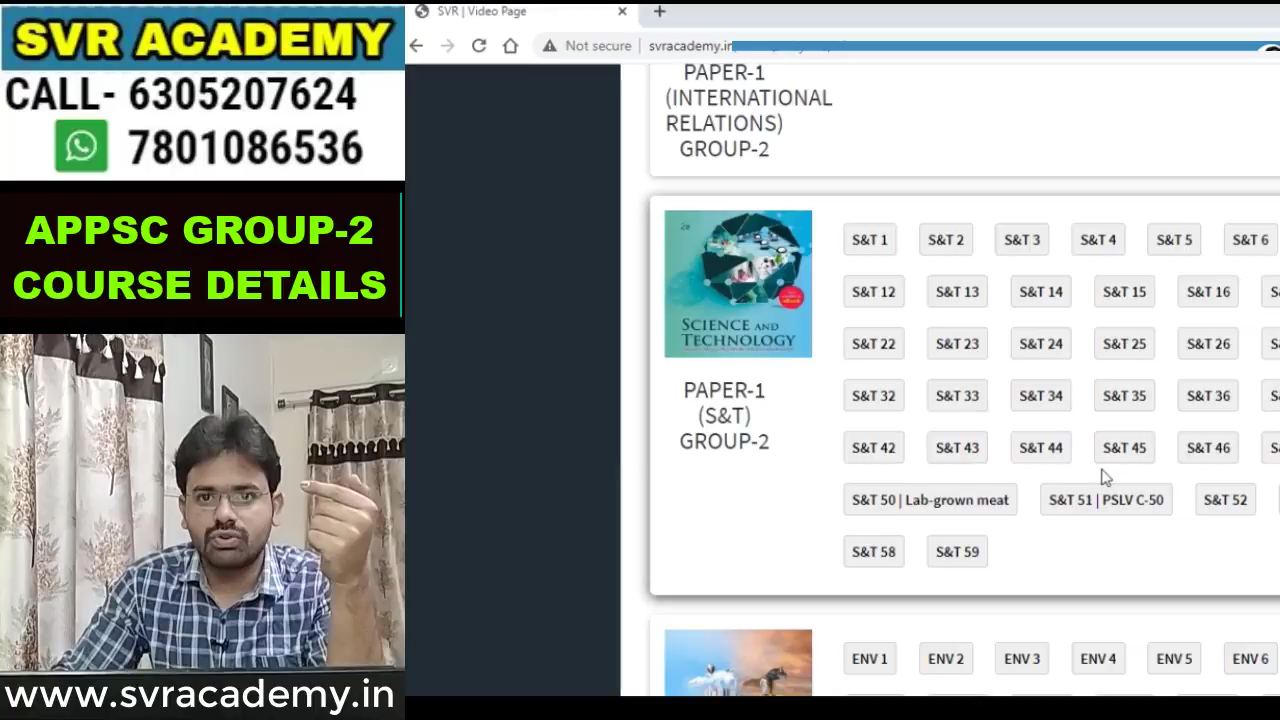 SVR ACADEMY
CALL- 6305207624
7801086536
APPSC GROUP-2
COURSE DETAILS
www.svracademy.in
SVR | Video Page
Not secure
svracademy.in
PAPER-1
(INTERNATIONAL
RELATIONS)
GROUP-2
2e
SCIENCE AND
TECHNOLOGY
PAPER-1
(S&T)
GROUP-2
S&T 1 S&T 2 S&T 3 S&T 4 S&T 5 S&T 6
S&T 12 S&T 13 S&T 14 S&T 15 S&T 16
S&T 22 S&T 23 S&T 24 S&T 25 S&T 26
S&T 32 S&T 33 S&T 34 S&T 35 S&T 36
S&T 42 S&T 43 S&T 44 S&T 45 S&T 46
S&T 50 | Lab-grown meat S&T 51 | PSLV C-50 S&T 52
S&T 58 S&T 59
ENV 1 ENV 2 ENV 3 ENV 4 ENV 5 ENV 6